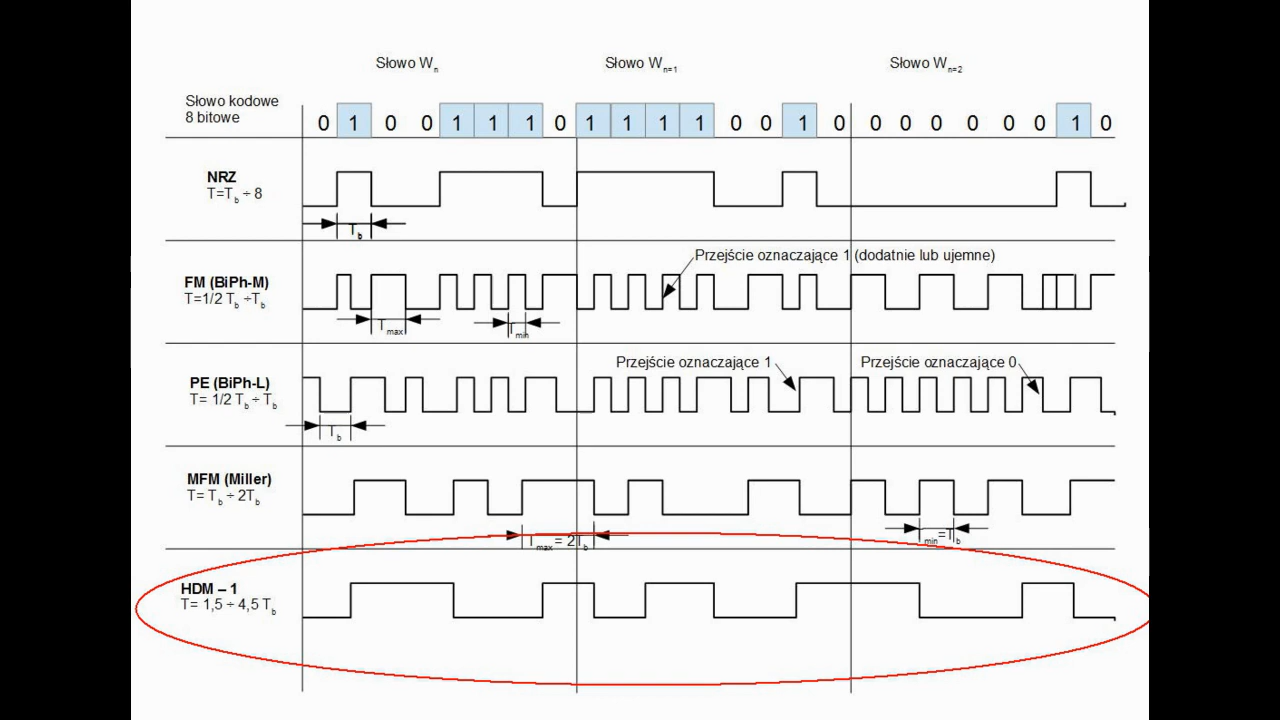 Słowo Wn Słowo Wn=1 Słowo Wn=2
Słowo kodowe
8 bitowe
0 1 0 0 1 1 1 0 1 1 1 1 0 0 1 0 0 0 0 0 0 0 1 0
NRZ
T=Tb ÷ 8
Tb
Przejście oznaczające 1 (dodatnie lub ujemne)
FM (BiPh-M)
T=1/2 Tb ÷Tb
Tmax Tmin
Przejście oznaczające 1 Przejście oznaczające 0
PE (BiPh-L)
T= 1/2 Tb ÷ Tb
Tb
MFM (Miller)
T= Tb ÷ 2Tb
Tmax= 2Tb Tmin=Tb
HDM – 1
T= 1,5 ÷ 4,5 Tb